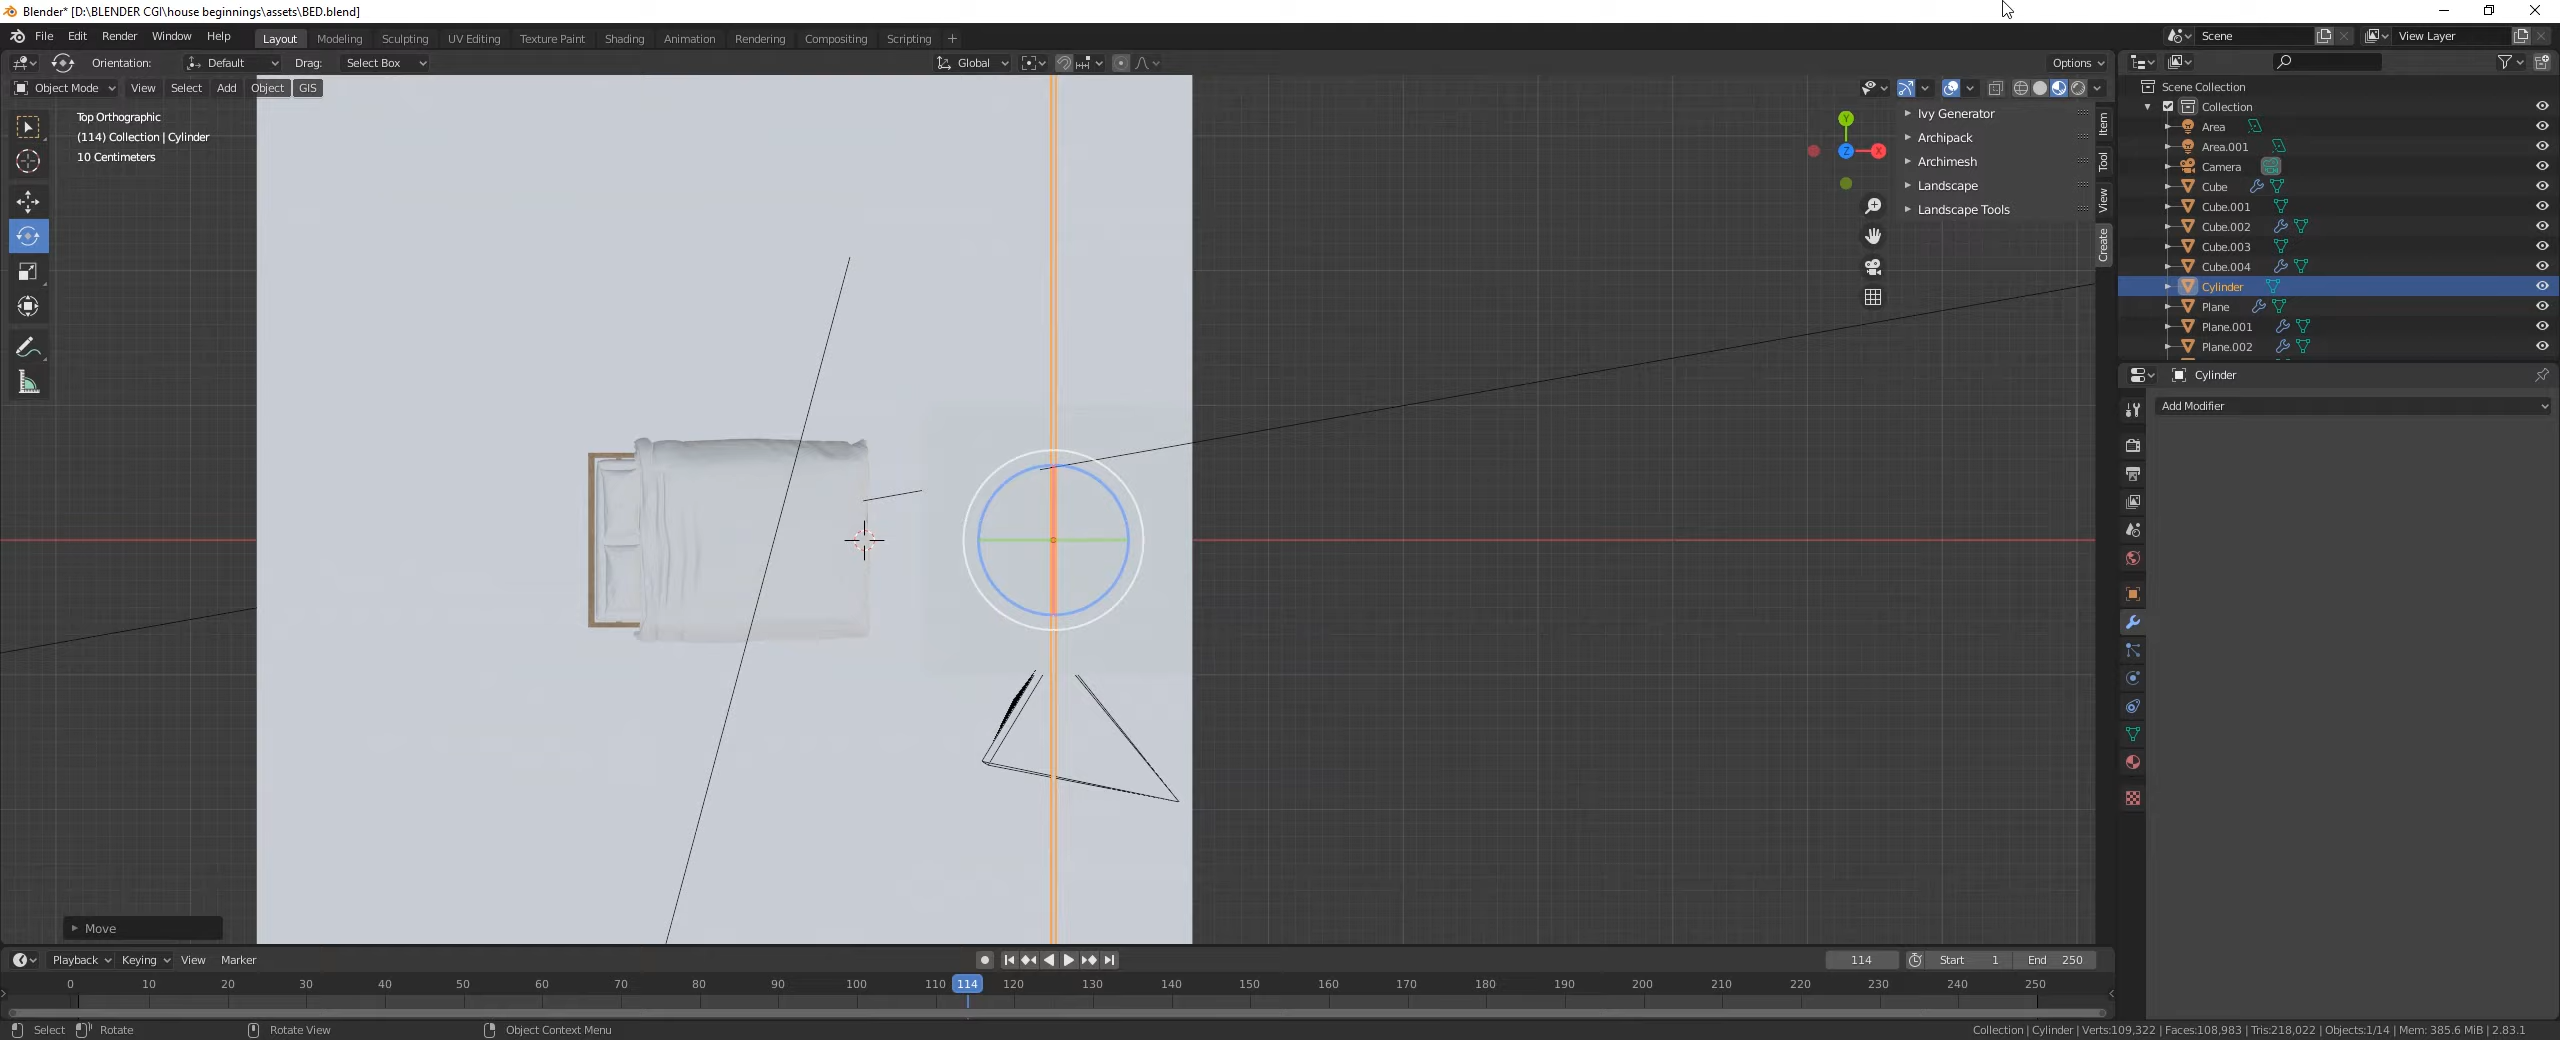 Blender* [D:\BLENDER CGI\house beginnings\assets\BED.blend]
File Edit Render Window Help Layout Modeling Sculpting UV Editing Texture Paint Shading Animation Rendering Compositing Scripting + Scene View Layer
Orientation: Default Drag: Select Box Global Options
Object Mode View Select Add Object GIS
Top Orthographic
(114) Collection | Cylinder
10 Centimeters
Y
Z
X
Ivy Generator
Archipack
Archimesh
Landscape
Landscape Tools
Item
Tool
View
Create
Scene Collection
Collection
Area
Area.001
Camera
Cube
Cube.001
Cube.002
Cube.003
Cube.004
Cylinder
Plane
Plane.001
Plane.002
Cylinder
Add Modifier
Move
Playback Keying View Marker 114 Start 1 End 250
0 10 20 30 40 50 60 70 80 90 100 110 114 120 130 140 150 160 170 180 190 200 210 220 230 240 250
Select Rotate Rotate View Object Context Menu Collection | Cylinder | Verts:109,322 | Faces:108,983 | Tris:218,022 | Objects:1/14 | Mem: 385.6 MiB | 2.83.1